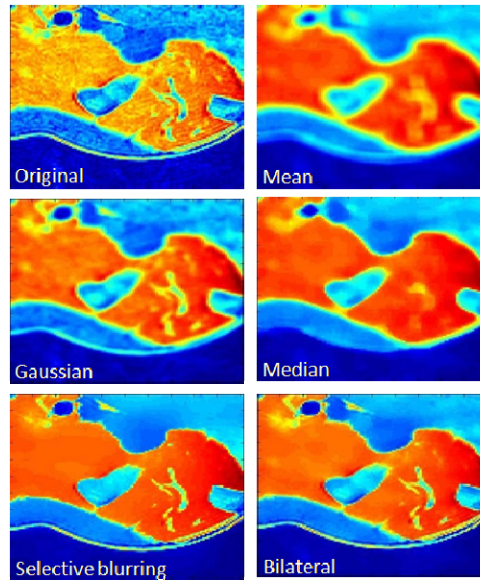 Original
Mean
Gaussian
Median
Selective blurring
Bilateral